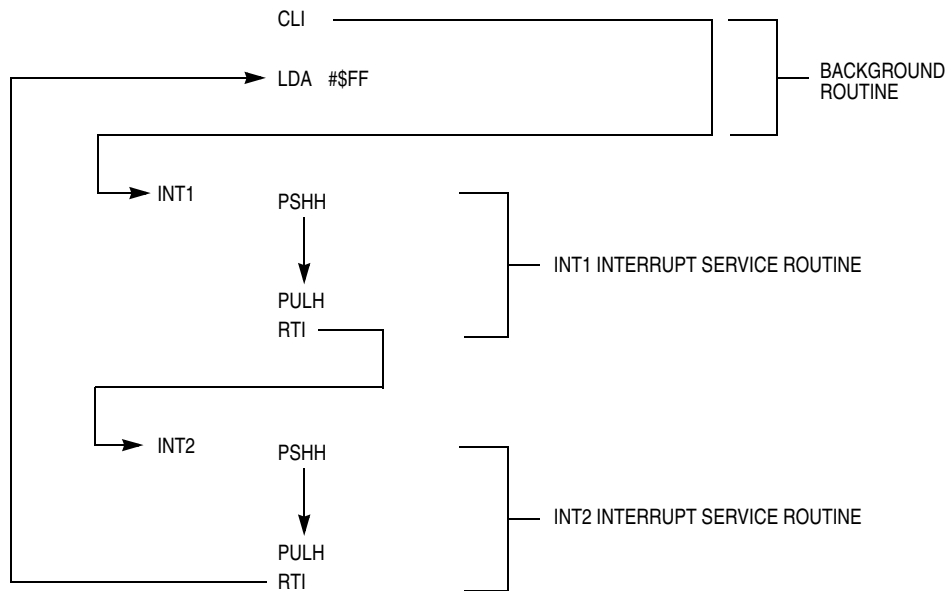 CLI
LDA #$FF
BACKGROUND
ROUTINE
INT1
PSHH
INT1 INTERRUPT SERVICE ROUTINE
PULH
RTI
INT2
PSHH
INT2 INTERRUPT SERVICE ROUTINE
PULH
RTI